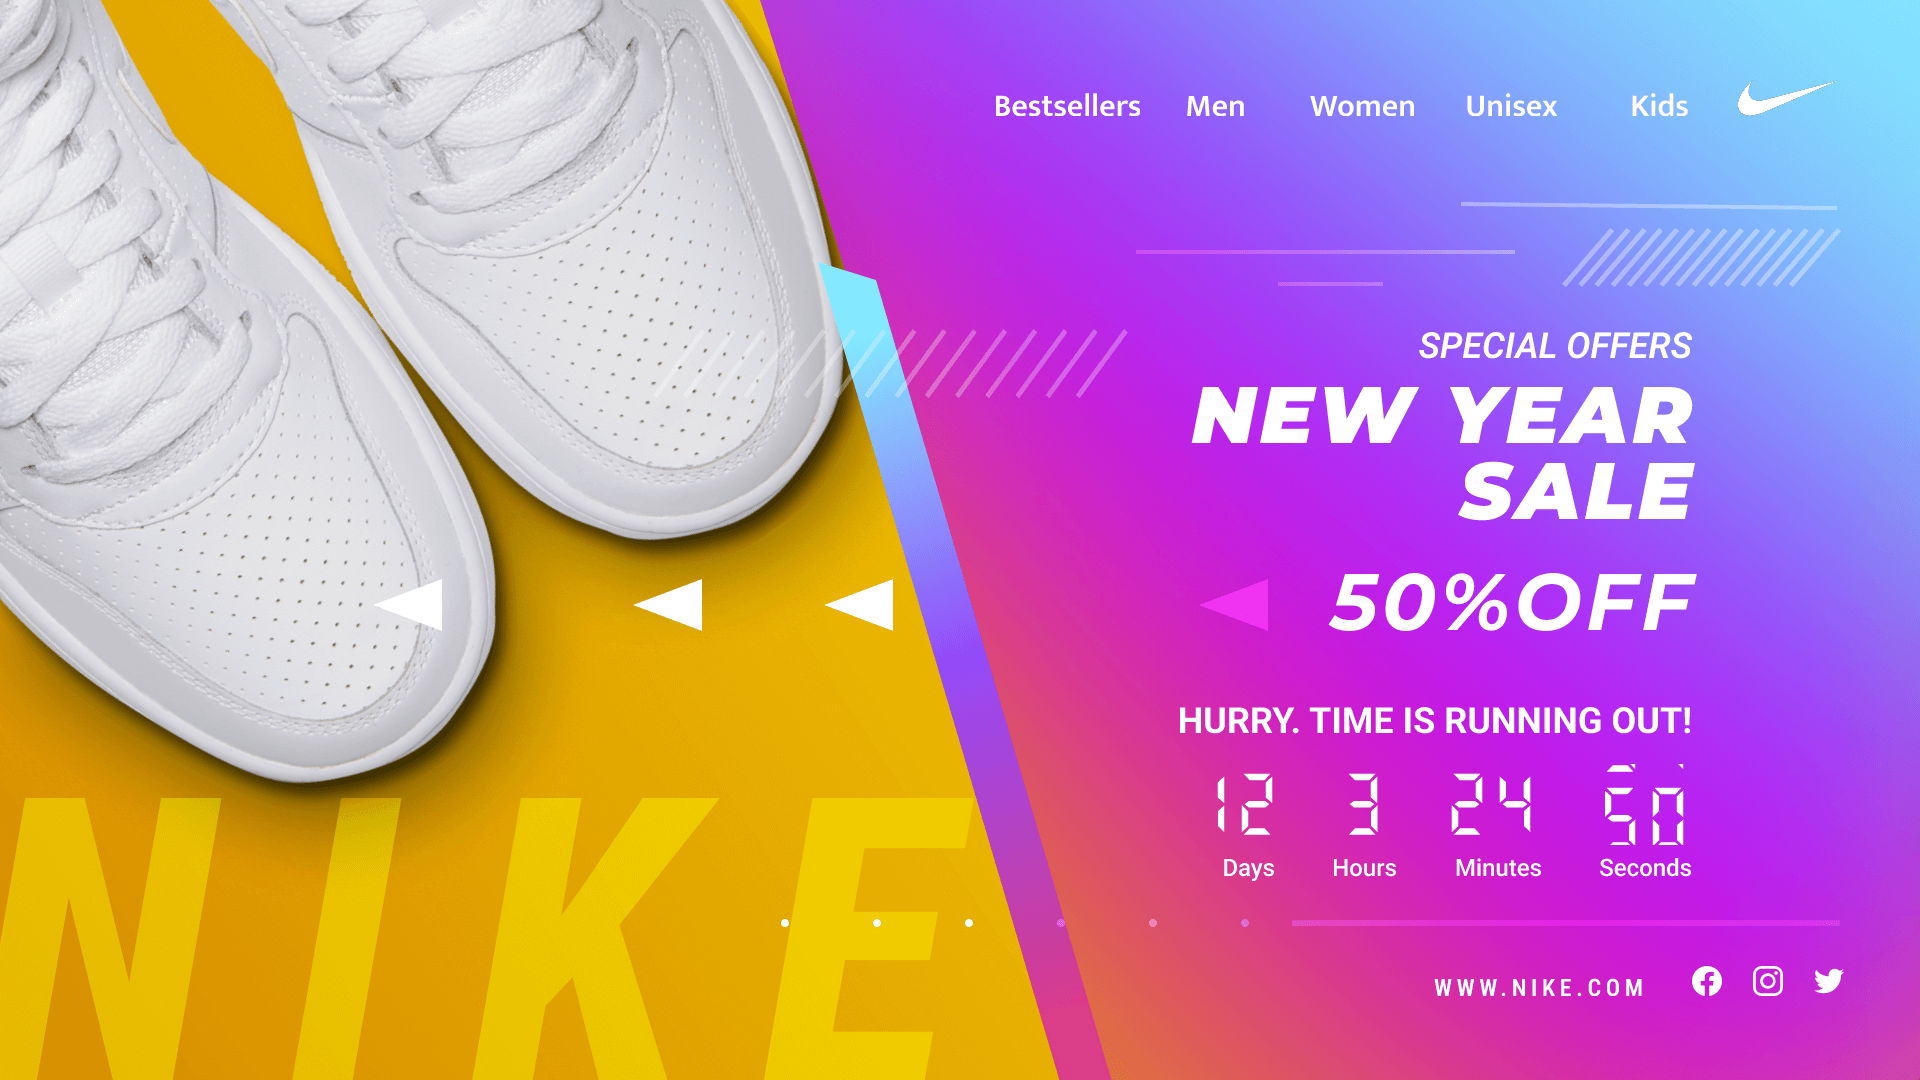 Bestsellers Men Women Unisex Kids
SPECIAL OFFERS
NEW YEAR
SALE
50%OFF
HURRY. TIME IS RUNNING OUT!
12 3 24 50
Days Hours Minutes Seconds
NIKE
WWW.NIKE.COM